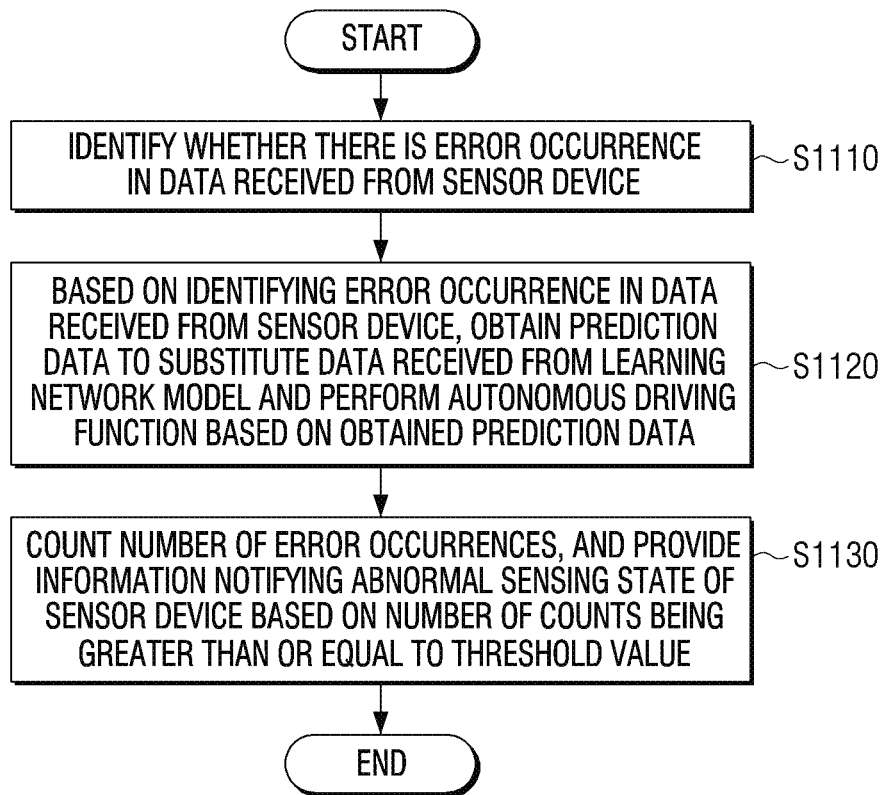 START
IDENTIFY WHETHER THERE IS ERROR OCCURRENCE
IN DATA RECEIVED FROM SENSOR DEVICE
S1110
BASED ON IDENTIFYING ERROR OCCURRENCE IN DATA
RECEIVED FROM SENSOR DEVICE, OBTAIN PREDICTION
DATA TO SUBSTITUTE DATA RECEIVED FROM LEARNING
NETWORK MODEL AND PERFORM AUTONOMOUS DRIVING
FUNCTION BASED ON OBTAINED PREDICTION DATA
S1120
COUNT NUMBER OF ERROR OCCURRENCES, AND PROVIDE
INFORMATION NOTIFYING ABNORMAL SENSING STATE OF
SENSOR DEVICE BASED ON NUMBER OF COUNTS BEING
GREATER THAN OR EQUAL TO THRESHOLD VALUE
S1130
END